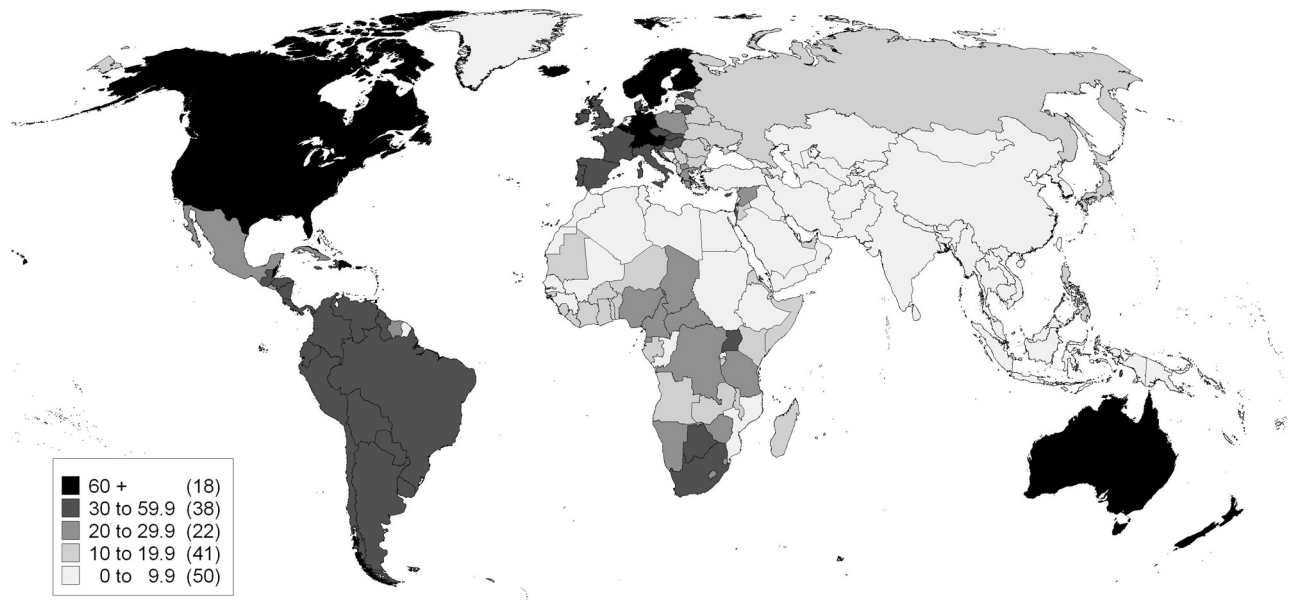 60 + (18)
30 to 59.9 (38)
20 to 29.9 (22)
10 to 19.9 (41)
0 to 9.9 (50)